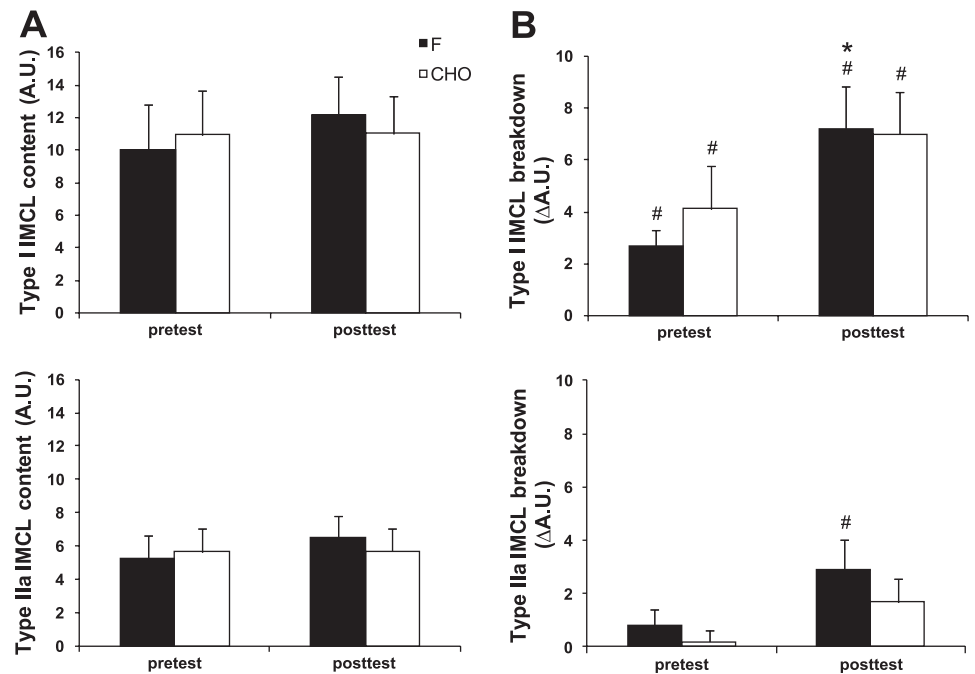 A
Type I IMCL content (A.U.)
16
14
12
10
8
6
4
2
0
pretest
posttest
F
CHO
B
Type I IMCL breakdown
(ΔA.U.)
10
8
6
4
2
0
#
#
*
#
#
pretest
posttest
Type IIa IMCL content (A.U.)
16
14
12
10
8
6
4
2
0
pretest
posttest
Type IIa IMCL breakdown
(ΔA.U.)
10
8
6
4
2
0
#
pretest
posttest